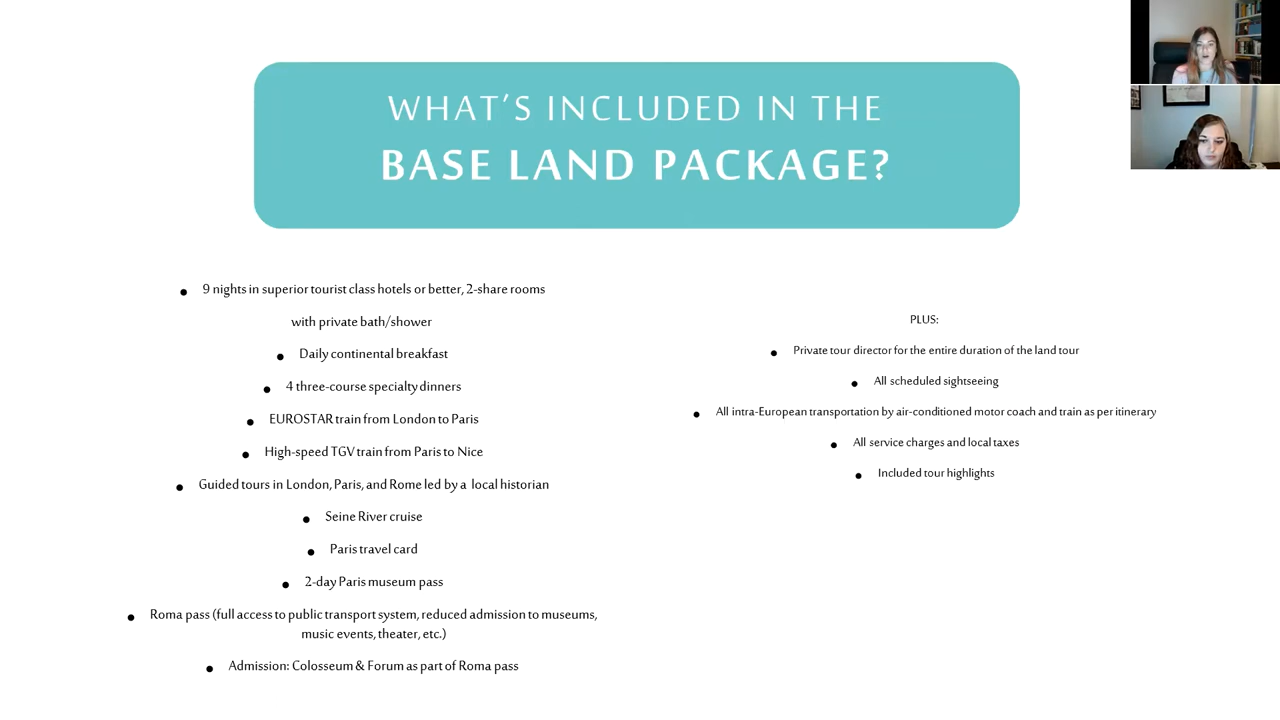 WHAT'S INCLUDED IN THE
BASE LAND PACKAGE?
• 9 nights in superior tourist class hotels or better, 2-share rooms
with private bath/shower
• Daily continental breakfast
• 4 three-course specialty dinners
• EUROSTAR train from London to Paris
• High-speed TGV train from Paris to Nice
• Guided tours in London, Paris, and Rome led by a local historian
• Seine River cruise
• Paris travel card
• 2-day Paris museum pass
• Roma pass (full access to public transport system, reduced admission to museums,
music events, theater, etc.)
• Admission: Colosseum & Forum as part of Roma pass
PLUS:
• Private tour director for the entire duration of the land tour
• All scheduled sightseeing
• All intra-European transportation by air-conditioned motor coach and train as per itinerary
• All service charges and local taxes
• Included tour highlights